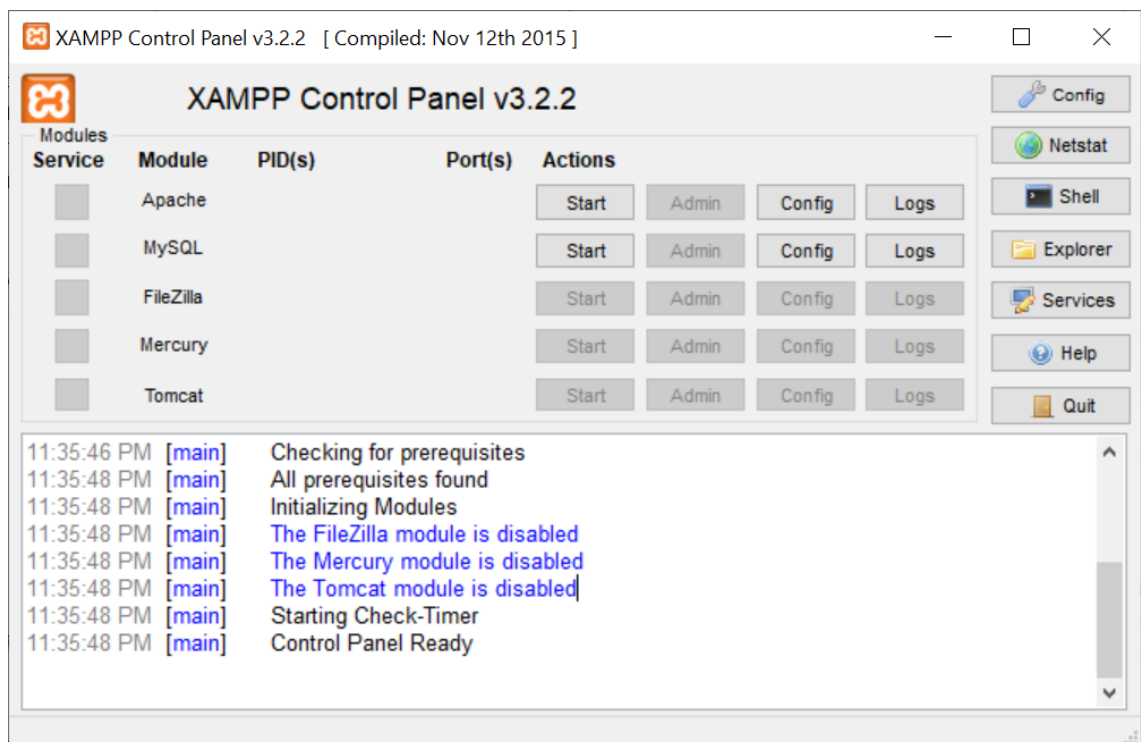 XAMPP Control Panel v3.2.2 [ Compiled: Nov 12th 2015 ]
XAMPP Control Panel v3.2.2
Config
Modules
Service Module PID(s) Port(s) Actions
Netstat
Apache Start Admin Config Logs
Shell
MySQL Start Admin Config Logs
Explorer
FileZilla Start Admin Config Logs
Services
Mercury Start Admin Config Logs
Help
Tomcat Start Admin Config Logs
Quit
11:35:46 PM [main] Checking for prerequisites
11:35:48 PM [main] All prerequisites found
11:35:48 PM [main] Initializing Modules
11:35:48 PM [main] The FileZilla module is disabled
11:35:48 PM [main] The Mercury module is disabled
11:35:48 PM [main] The Tomcat module is disabled
11:35:48 PM [main] Starting Check-Timer
11:35:48 PM [main] Control Panel Ready